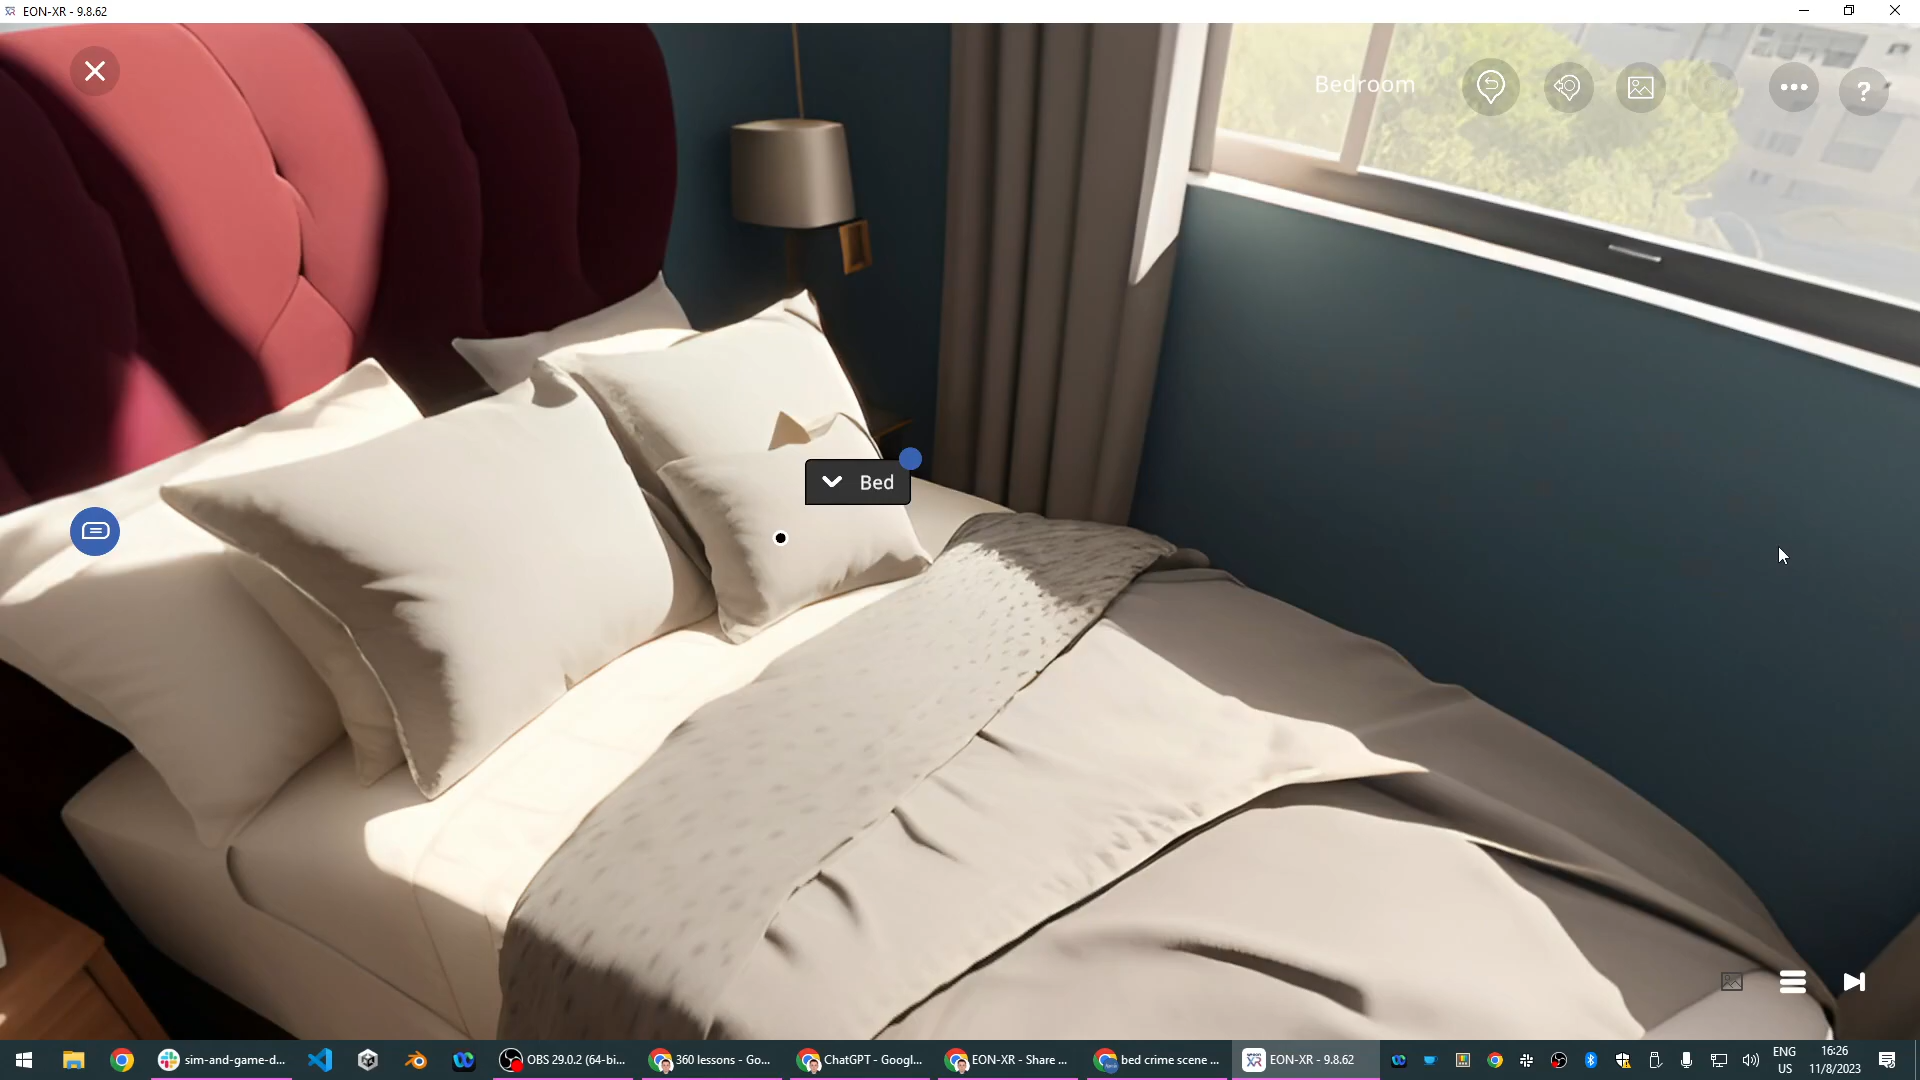 EON-XR - 9.8.62
Bedroom
?
Bed
sim-and-game-d...
OBS 29.0.2 (64-bi...
360 lessons - Go...
ChatGPT - Googl...
EON-XR - Share ...
bed crime scene ...
EON-XR - 9.8.62
ENG
US
16:26
11/8/2023